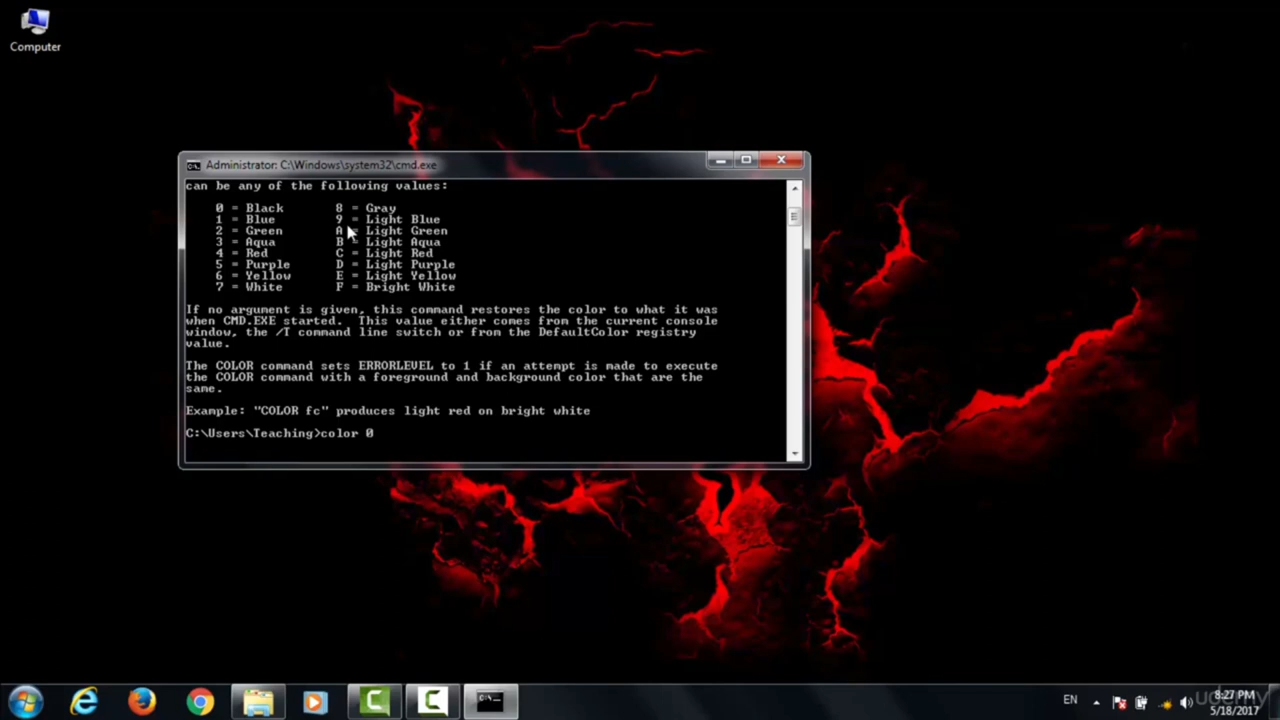 Computer
Administrator: C:\Windows\system32\cmd.exe
can be any of the following values:
0 = Black 8 = Gray
1 = Blue 9 = Light Blue
2 = Green A = Light Green
3 = Aqua B = Light Aqua
4 = Red C = Light Red
5 = Purple D = Light Purple
6 = Yellow E = Light Yellow
7 = White F = Bright White
If no argument is given, this command restores the color to what it was
when CMD.EXE started. This value either comes from the current console
window, the /T command line switch or from the DefaultColor registry
value.
The COLOR command sets ERRORLEVEL to 1 if an attempt is made to execute
the COLOR command with a foreground and background color that are the
same.
Example: "COLOR fc" produces light red on bright white
C:\Users\Teaching>color 0
EN
8:27 PM
5/18/2017
udemy